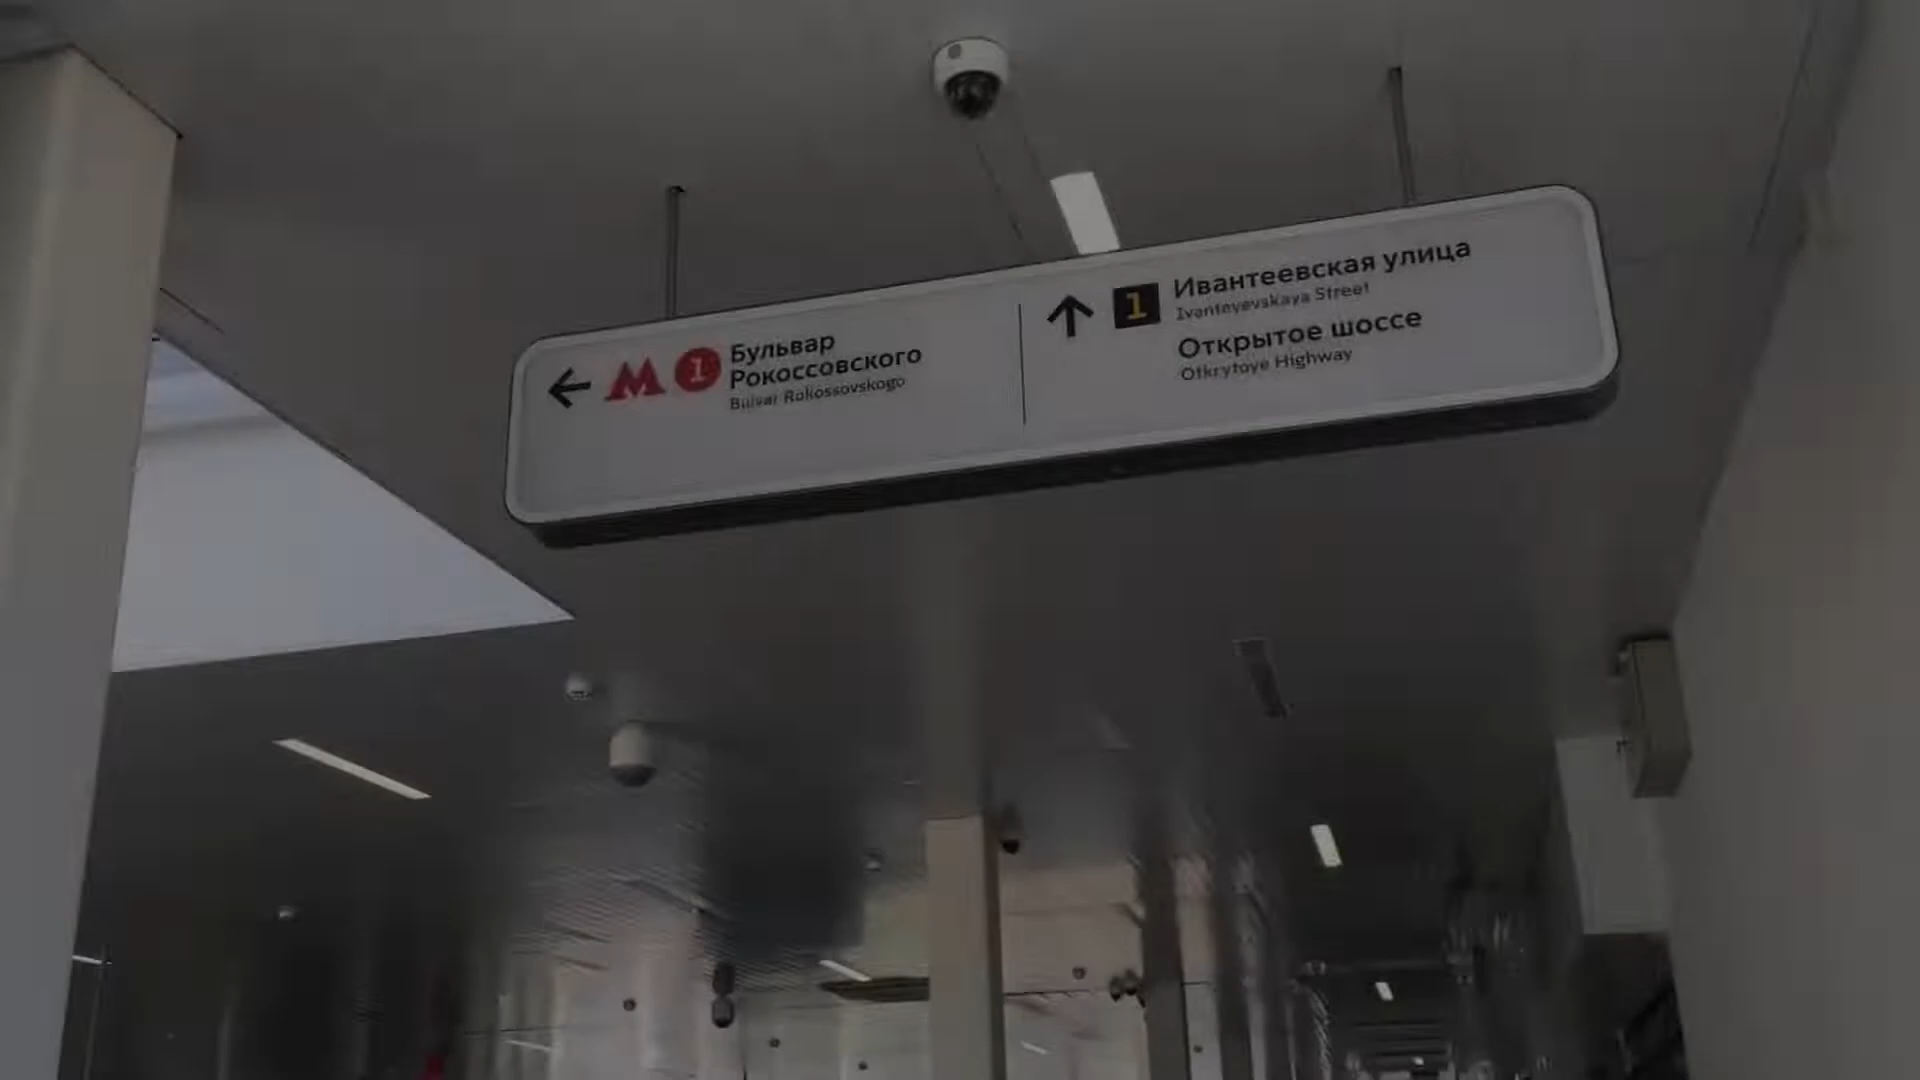 М 1 Бульвар
Рокоссовского
Bulvar Rokossovskogo
1 Ивантеевская улица
Ivanteyevskaya Street
Открытое шоссе
Otkrytoye Highway